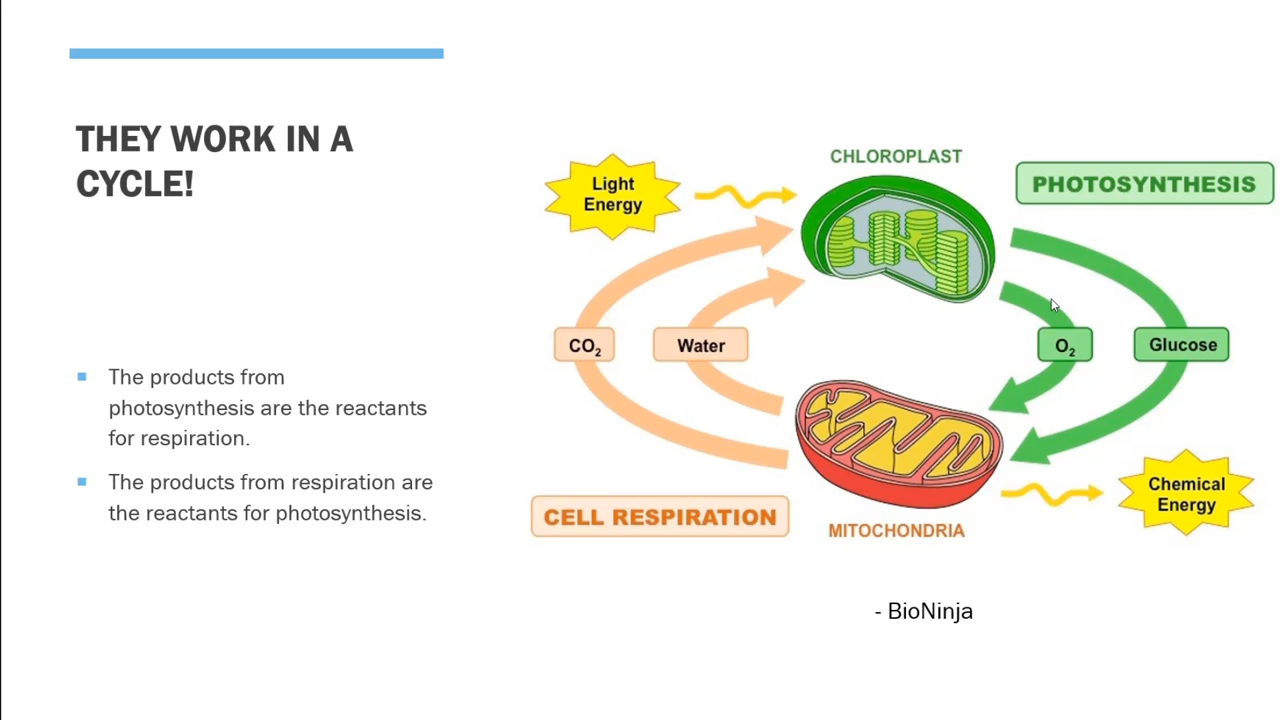 THEY WORK IN A
CYCLE!
The products from
photosynthesis are the reactants
for respiration.
The products from respiration are
the reactants for photosynthesis.
CHLOROPLAST
PHOTOSYNTHESIS
Light
Energy
CO₂
Water
O₂
Glucose
Chemical
Energy
CELL RESPIRATION
MITOCHONDRIA
- BioNinja